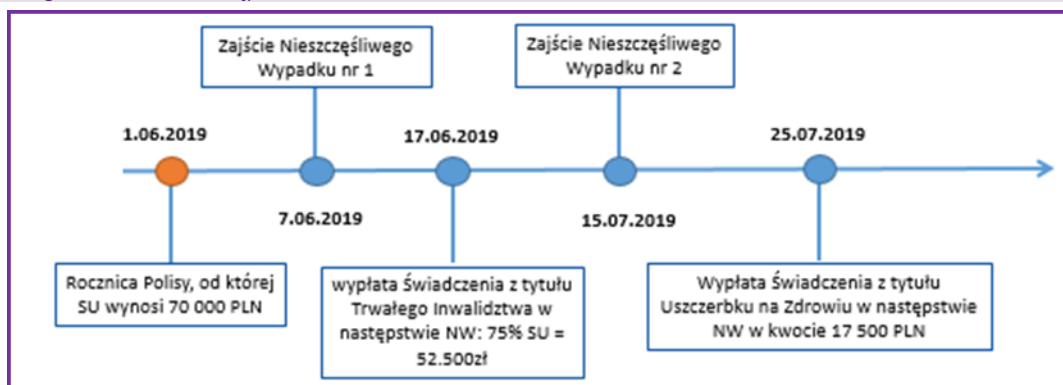 Zajście Nieszczęśliwego
Wypadku nr 1
Zajście Nieszczęśliwego
Wypadku nr 2
1.06.2019
17.06.2019
25.07.2019
7.06.2019
15.07.2019
Rocznica Polisy, od której
SU wynosi 70 000 PLN
wypłata Świadczenia z tytułu
Trwałego Inwalidztwa w
następstwie NW: 75% SU =
52.500zł
Wypłata Świadczenia z tytułu
Uszczerbku na Zdrowiu w następstwie
NW w kwocie 17 500 PLN